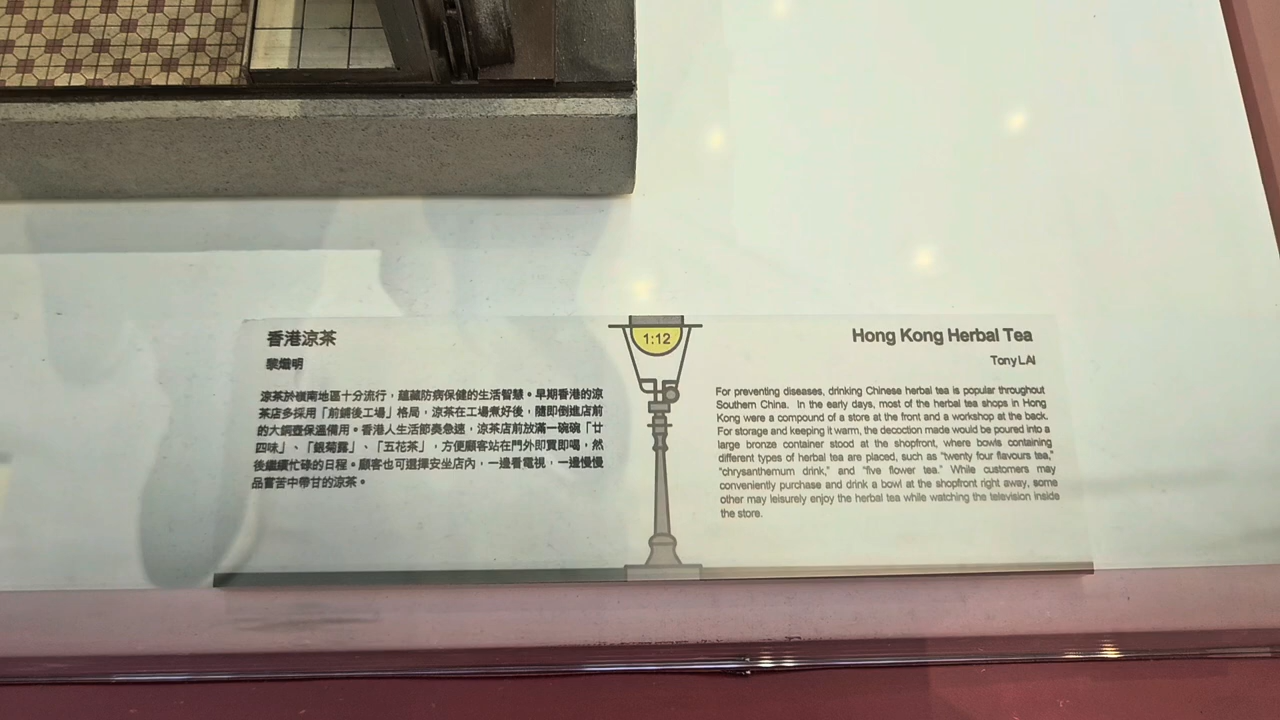 香港涼茶
黎熾明
涼茶於嶺南地區十分流行，蘊藏防病保健的生活智慧。早期香港的涼
茶店多採用「前鋪後工場」格局，涼茶在工場煮好後，隨即倒進店前
的大銅壺保溫備用。香港人生活節奏急速，涼茶店前放滿一碗碗「廿
四味」、「銀菊露」、「五花茶」，方便顧客站在門外即買即喝，然
後繼續忙碌的日程。顧客也可選擇安坐店內，一邊看電視，一邊慢慢
品嘗苦中帶甘的涼茶。
1:12
Hong Kong Herbal Tea
Tony LAI
For preventing diseases, drinking Chinese herbal tea is popular throughout
Southern China. In the early days, most of the herbal tea shops in Hong
Kong were a compound of a store at the front and a workshop at the back.
For storage and keeping it warm, the decoction made would be poured into a
large bronze container stood at the shopfront, where bowls containing
different types of herbal tea are placed, such as “twenty four flavours tea,”
“chrysanthemum drink,” and “five flower tea.” While customers may
conveniently purchase and drink a bowl at the shopfront right away, some
other may leisurely enjoy the herbal tea while watching the television inside
the store.